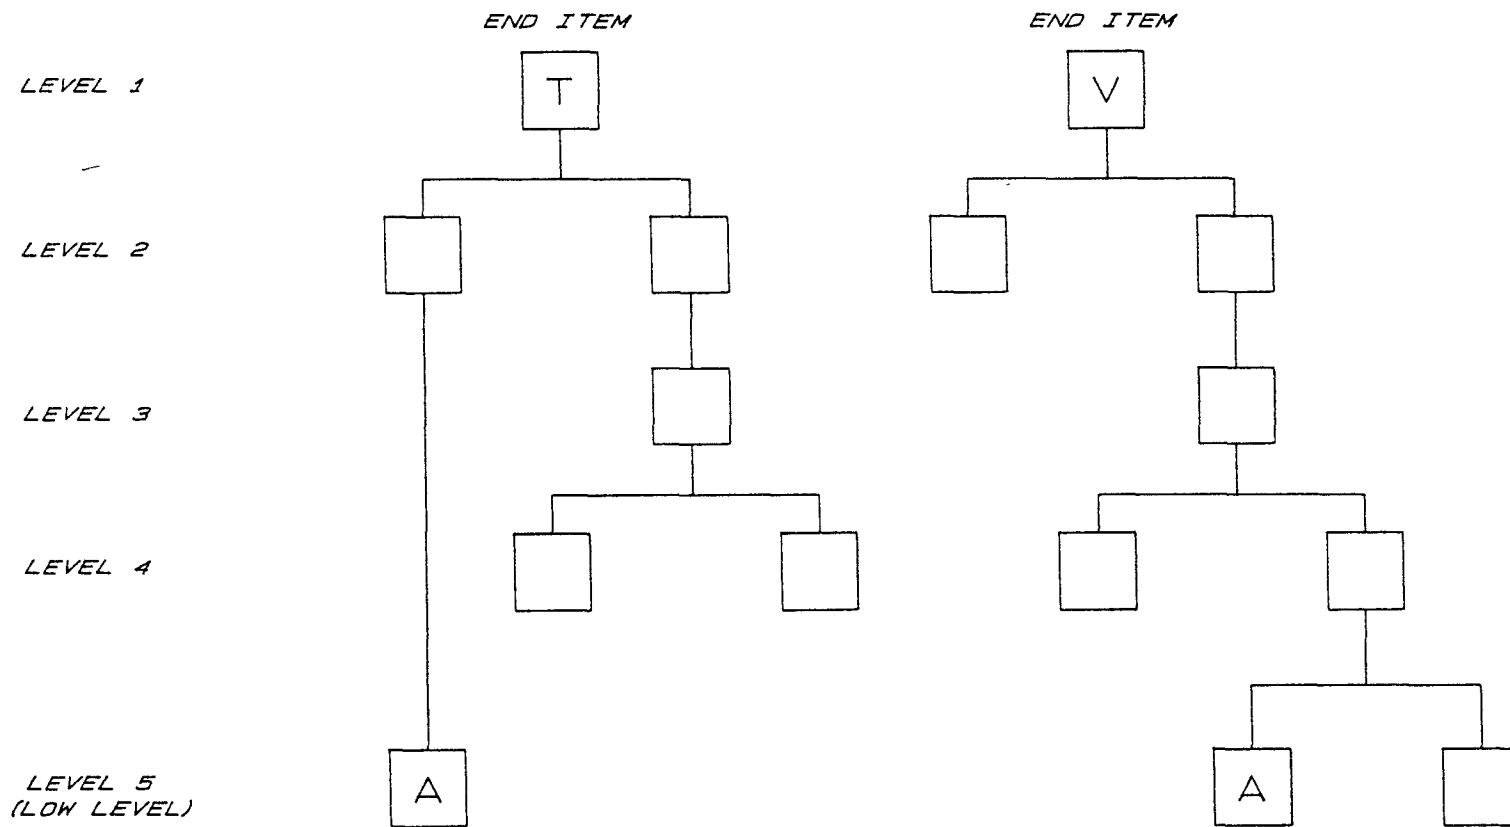 END ITEM END ITEM
LEVEL 1 T V
LEVEL 2
LEVEL 3
LEVEL 4
LEVEL 5
(LOW LEVEL) A A